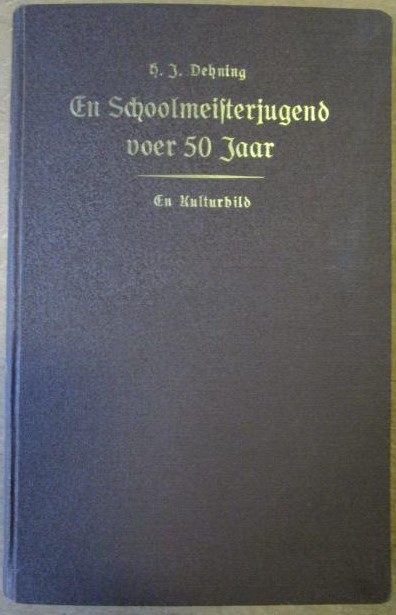 H. J. Dehning
En Schoolmeiſterjugend
voer 50 Jaar
En Kulturbild